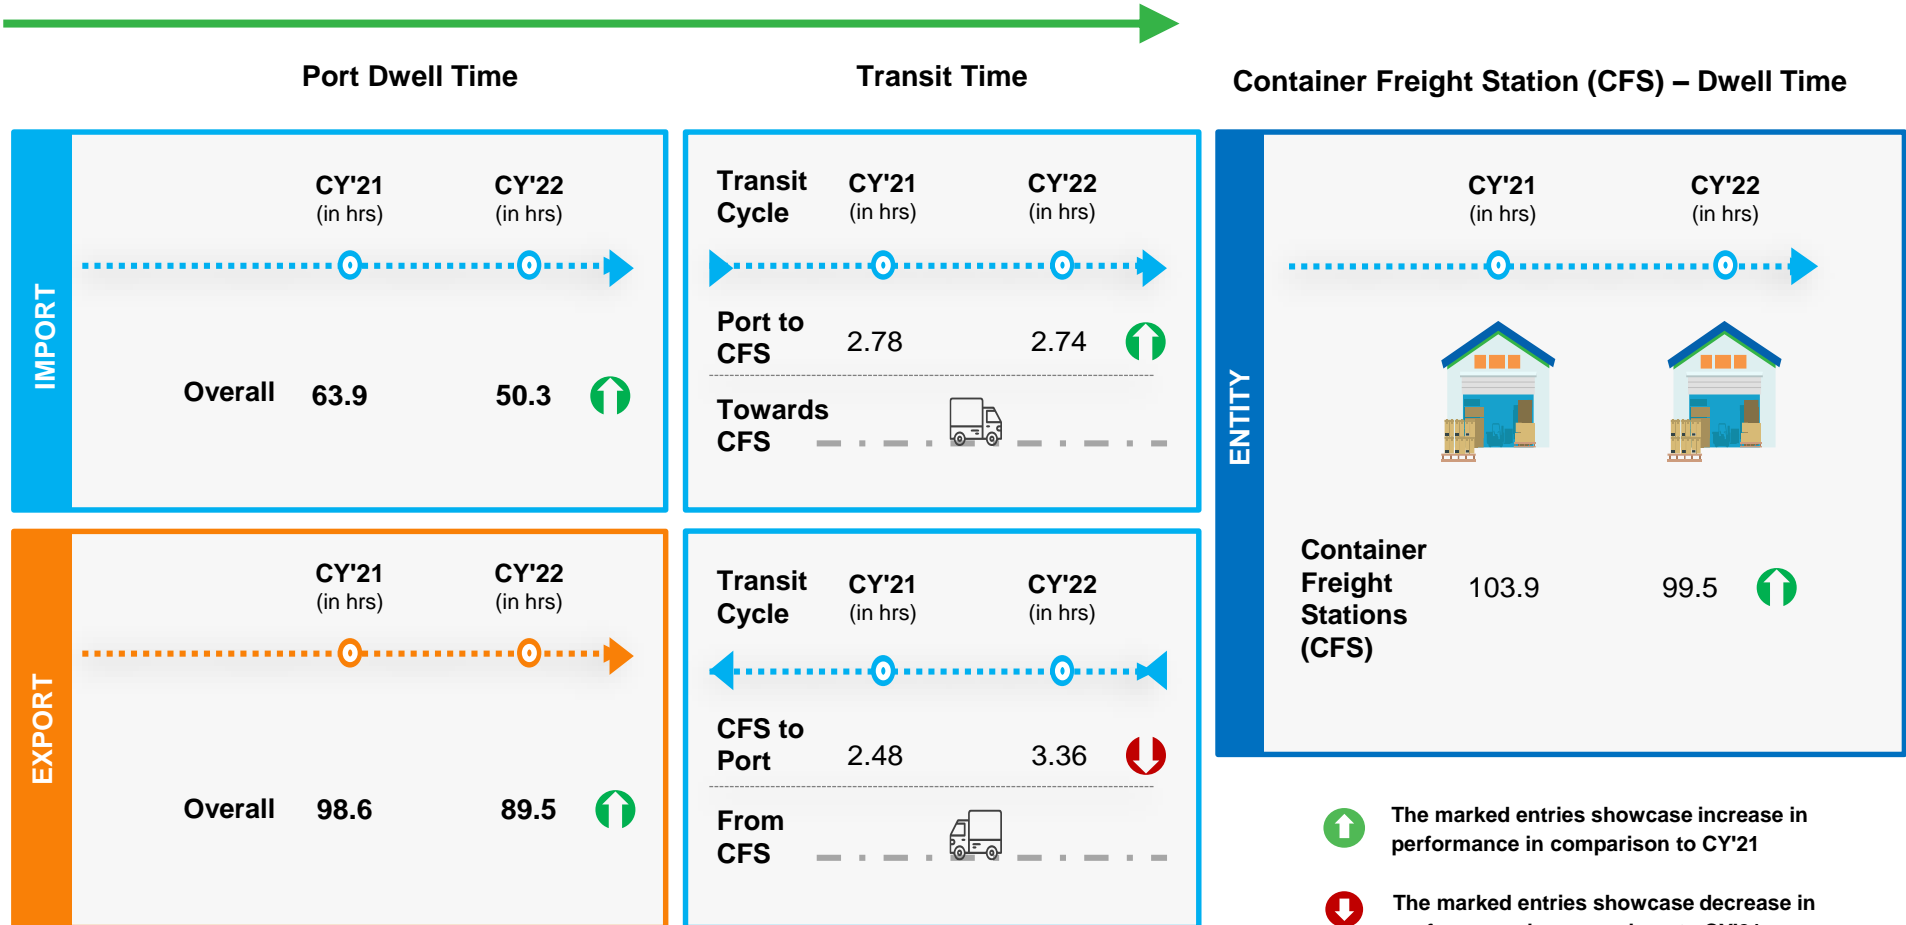 Port Dwell Time
Transit Time
Container Freight Station (CFS) – Dwell Time
IMPORT
CY'21
(in hrs)
CY'22
(in hrs)
Overall 63.9 50.3
Transit
Cycle
CY'21
(in hrs)
CY'22
(in hrs)
Port to
CFS
2.78 2.74
Towards
CFS
ENTITY
CY'21
(in hrs)
CY'22
(in hrs)
Container
Freight
Stations
(CFS)
103.9 99.5
EXPORT
CY'21
(in hrs)
CY'22
(in hrs)
Overall 98.6 89.5
Transit
Cycle
CY'21
(in hrs)
CY'22
(in hrs)
CFS to
Port
2.48 3.36
From
CFS
The marked entries showcase increase in
performance in comparison to CY'21
The marked entries showcase decrease in